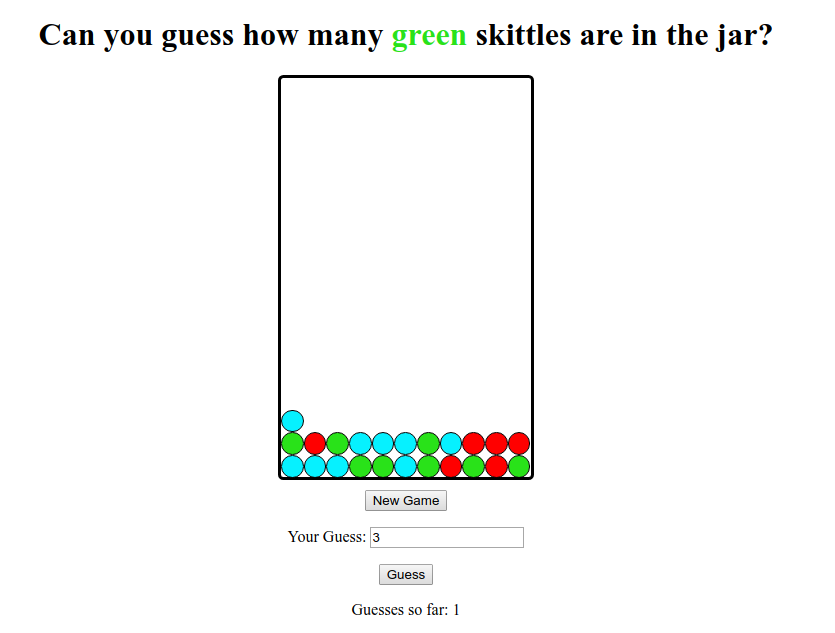 Can you guess how many green skittles are in the jar?
New Game
Your Guess: 3
Guess
Guesses so far: 1